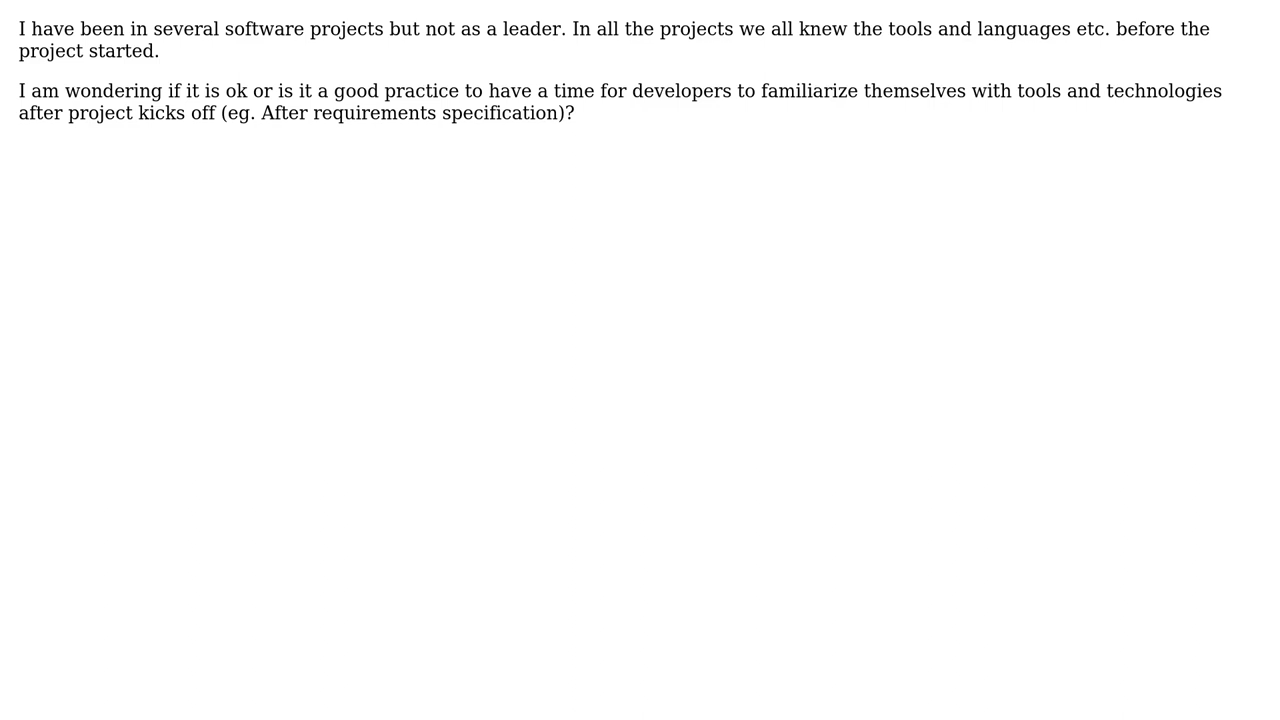 I have been in several software projects but not as a leader. In all the projects we all knew the tools and languages etc. before the
project started.
I am wondering if it is ok or is it a good practice to have a time for developers to familiarize themselves with tools and technologies
after project kicks off (eg. After requirements specification)?